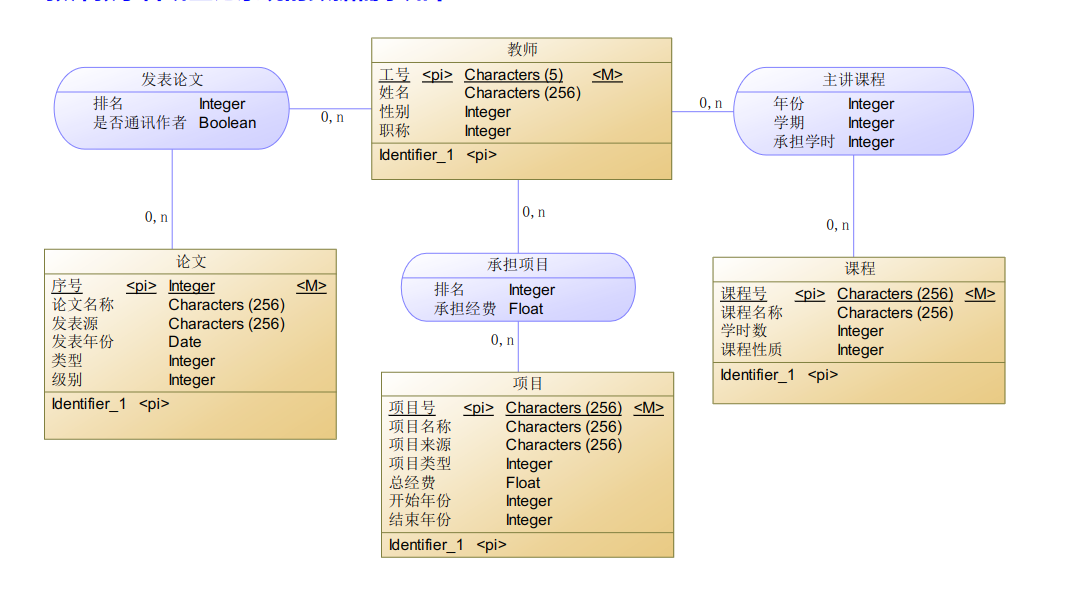 教师
工号 <pi> Characters (5) <M>
姓名 Characters (256)
性别 Integer
职称 Integer
Identifier_1 <pi>
发表论文
排名 Integer
是否通讯作者 Boolean
0,n
主讲课程
年份 Integer
学期 Integer
承担学时 Integer
0,n
0,n
0,n
0,n
论文
序号 <pi> Integer <M>
论文名称 Characters (256)
发表源 Characters (256)
发表年份 Date
类型 Integer
级别 Integer
Identifier_1 <pi>
承担项目
排名 Integer
承担经费 Float
0,n
课程
课程号 <pi> Characters (256) <M>
课程名称 Characters (256)
学时数 Integer
课程性质 Integer
Identifier_1 <pi>
项目
项目号 <pi> Characters (256) <M>
项目名称 Characters (256)
项目来源 Characters (256)
项目类型 Integer
总经费 Float
开始年份 Integer
结束年份 Integer
Identifier_1 <pi>